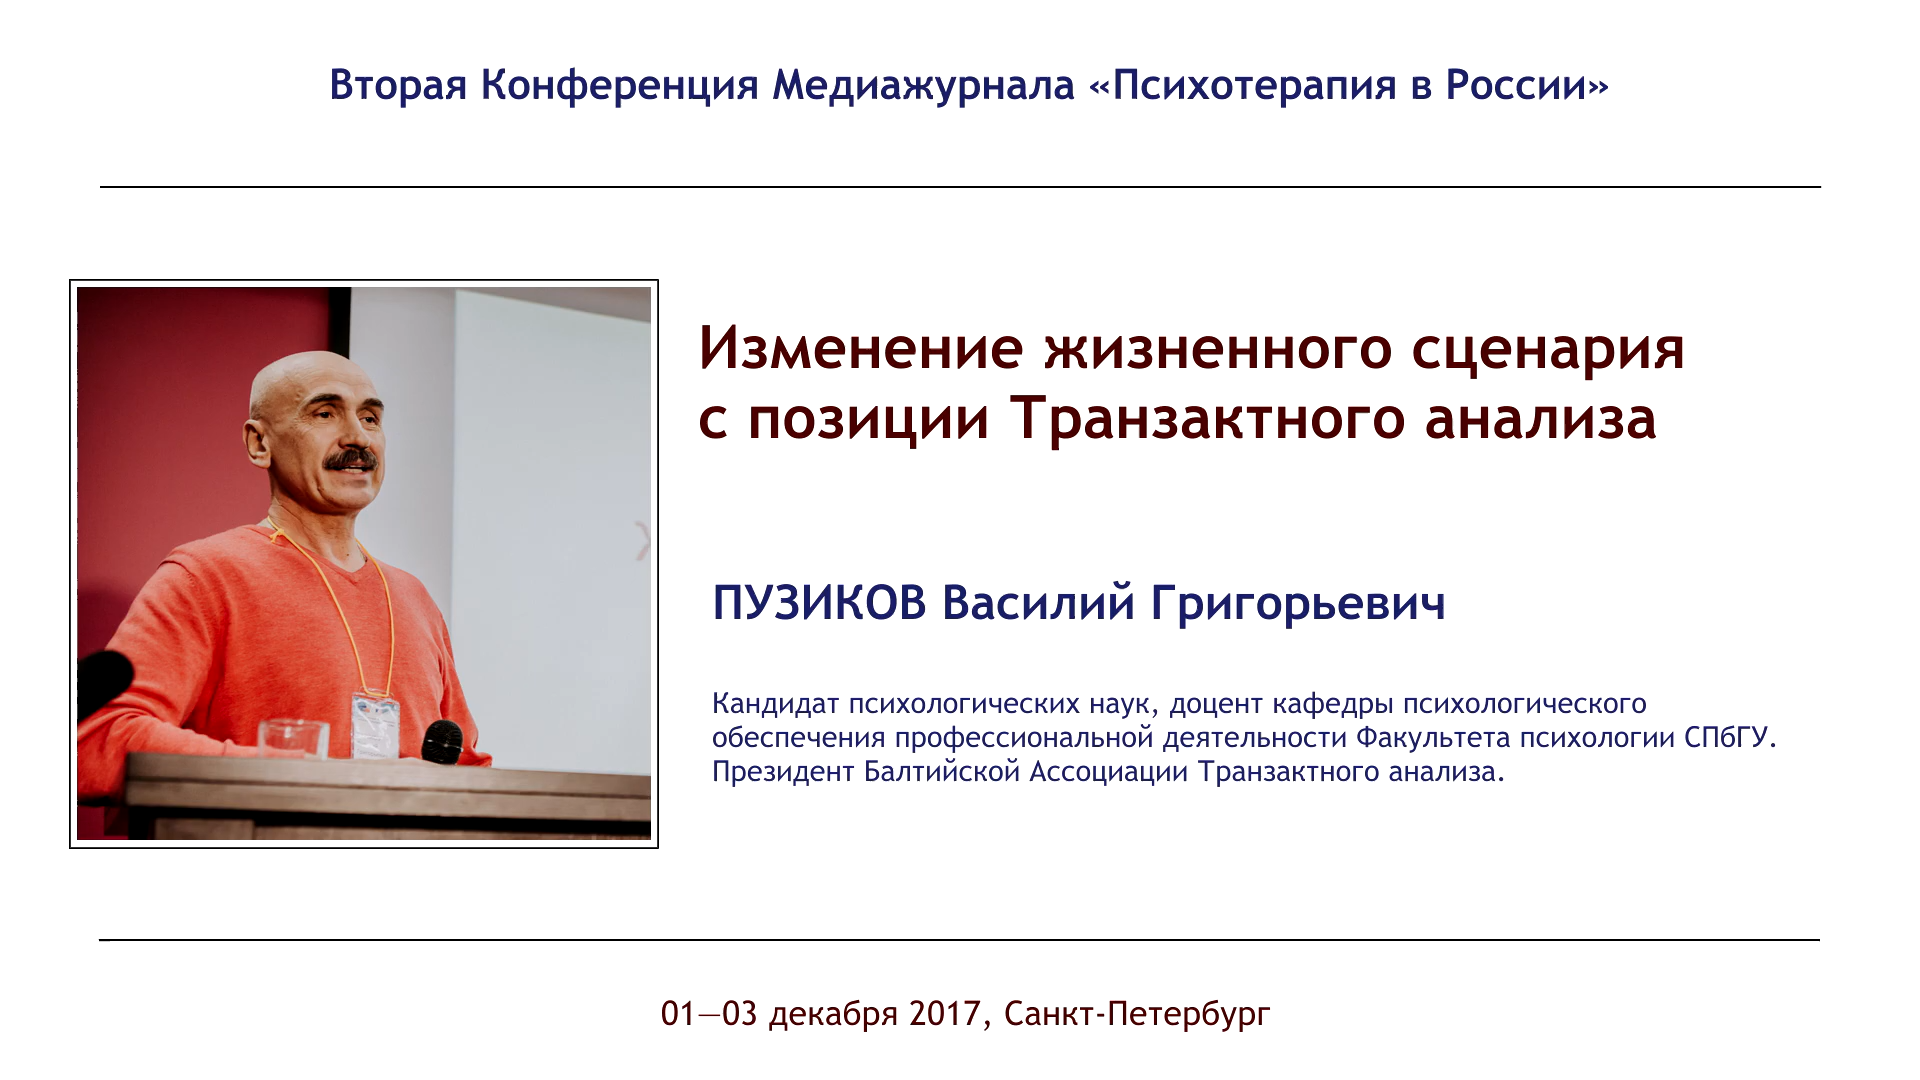 Вторая Конференция Медиажурнала «Психотерапия в России»
Изменение жизненного сценария
с позиции Транзактного анализа
ПУЗИКОВ Василий Григорьевич
Кандидат психологических наук, доцент кафедры психологического
обеспечения профессиональной деятельности Факультета психологии СПбГУ.
Президент Балтийской Ассоциации Транзактного анализа.
01—03 декабря 2017, Санкт-Петербург